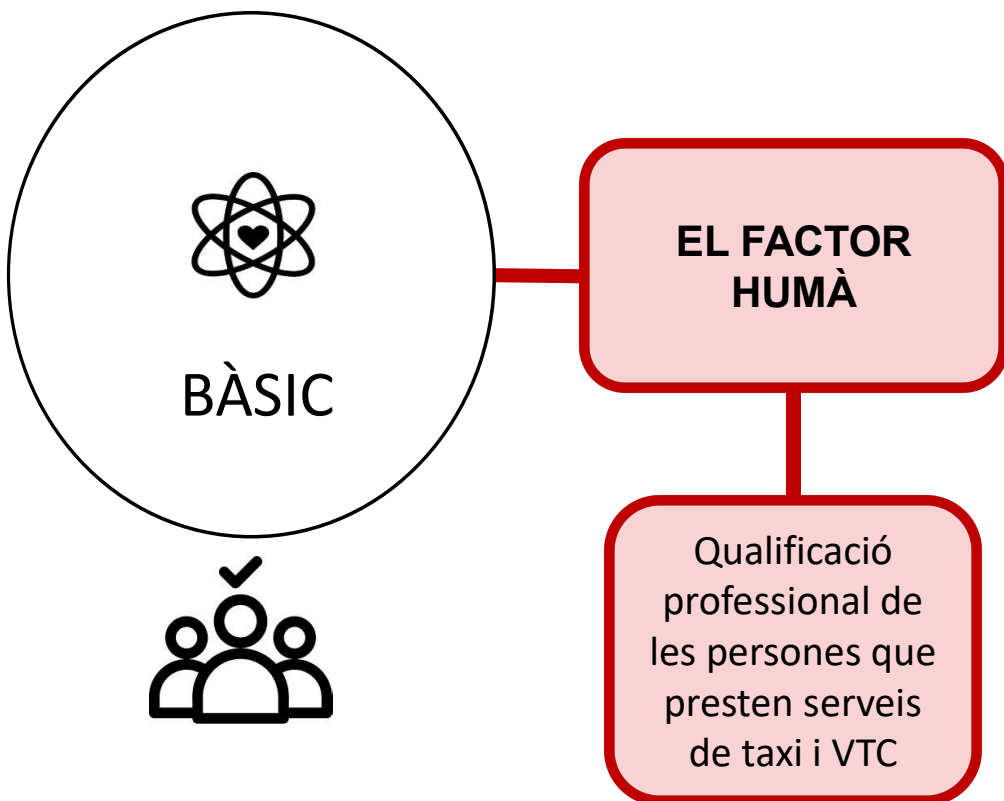 BÀSIC
EL FACTOR
HUMÀ
Qualificació
professional de
les persones que
presten serveis
de taxi i VTC